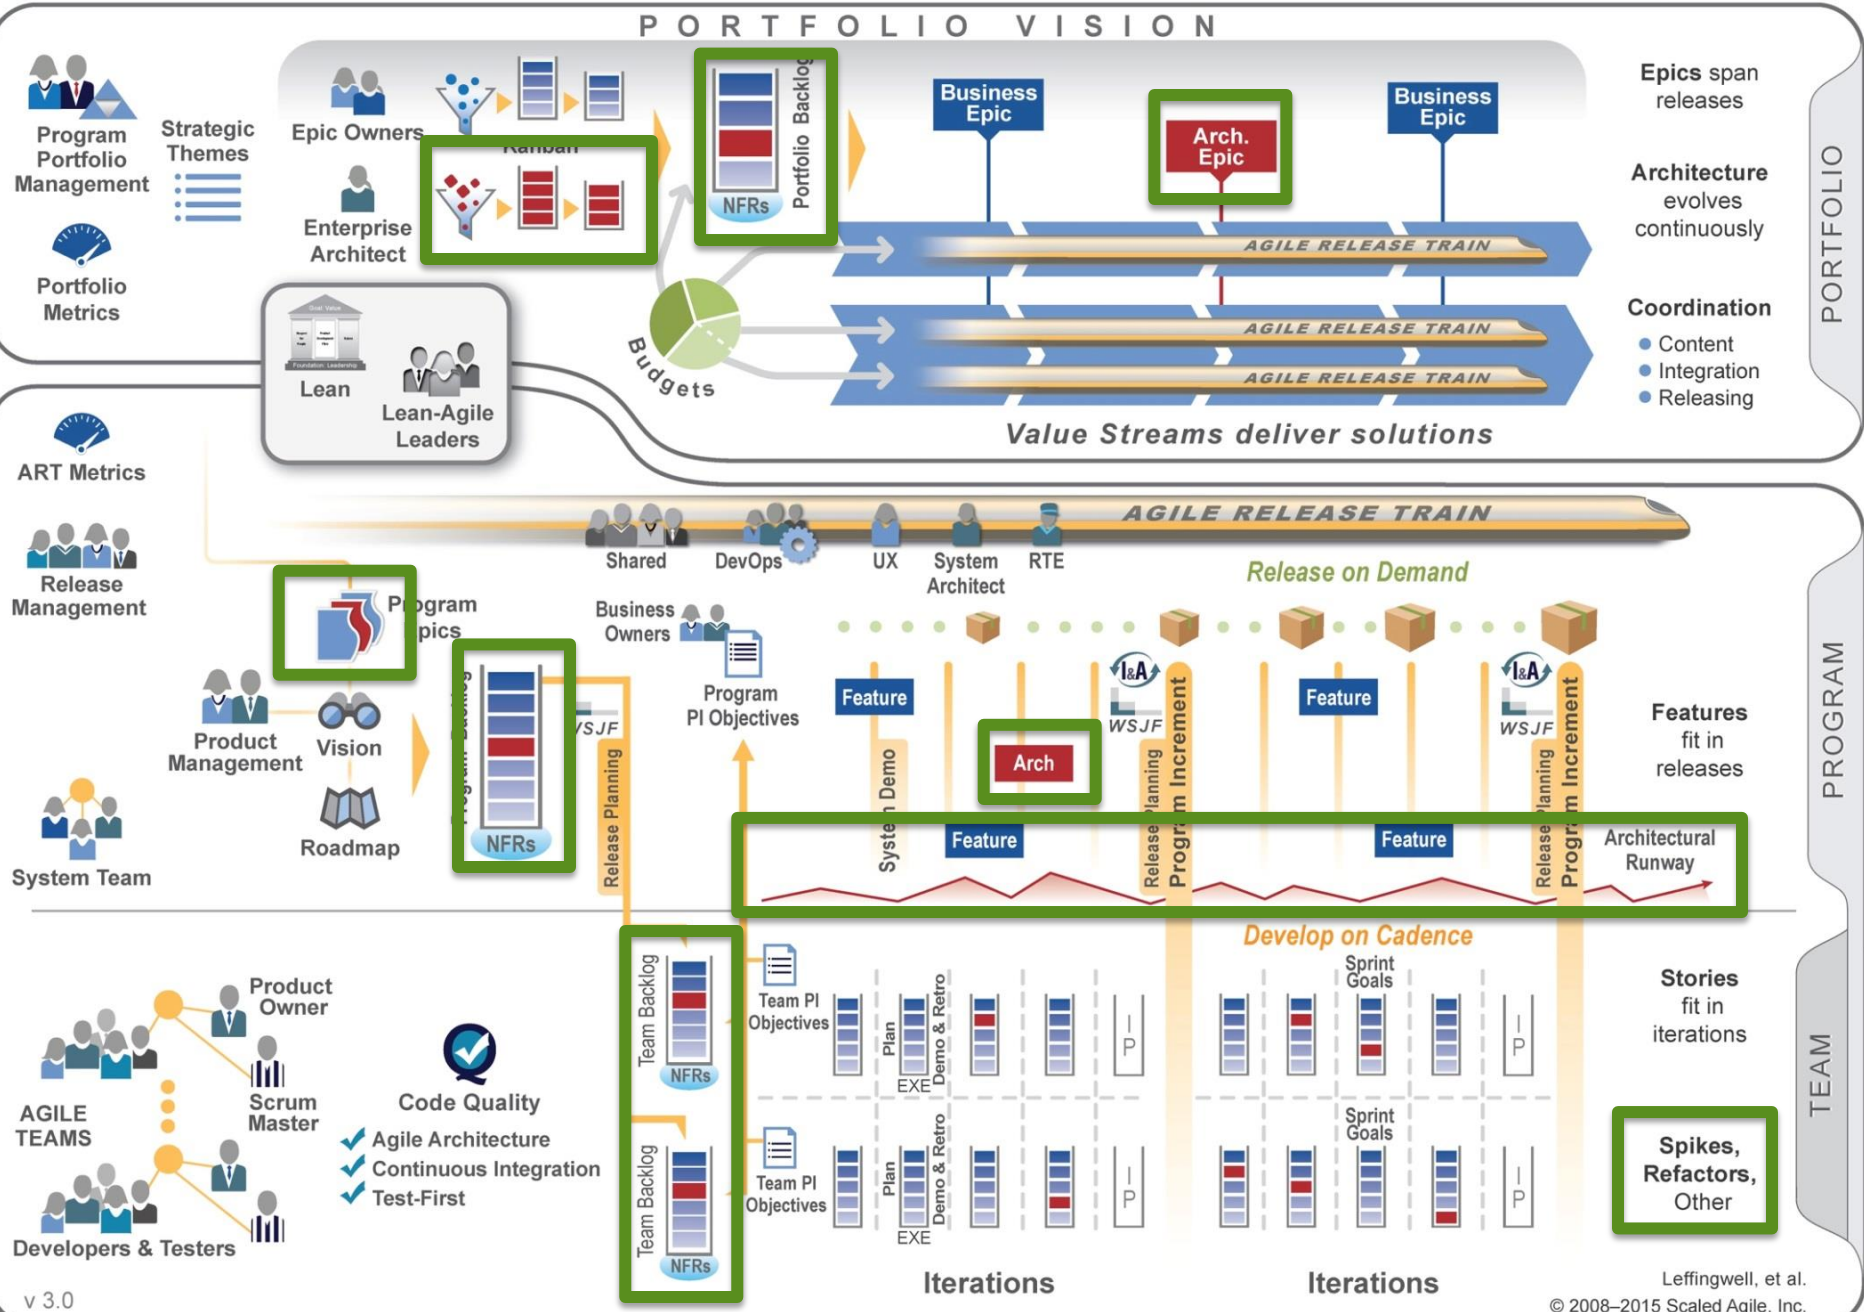 PORTFOLIO VISION
Program
Portfolio
Management
Strategic
Themes
Portfolio
Metrics
Epic Owners
Kanban
Enterprise
Architect
Portfolio Backlog
NFRs
Business
Epic
Arch.
Epic
Business
Epic
AGILE RELEASE TRAIN
AGILE RELEASE TRAIN
AGILE RELEASE TRAIN
Value Streams deliver solutions
Budgets
Epics span
releases
Architecture
evolves
continuously
Coordination
Content
Integration
Releasing
PORTFOLIO
Lean
Lean-Agile
Leaders
ART Metrics
Release
Management
System Team
AGILE RELEASE TRAIN
Shared
DevOps
UX
System
Architect
RTE
Release on Demand
Program
Epics
Product
Management
Vision
Roadmap
Program Backlog
NFRs
WSJF
Release Planning
Business
Owners
Program
PI Objectives
Feature
System Demo
Arch
Feature
I&A
WSJF
Release Planning
Program Increment
Feature
Feature
I&A
WSJF
Release Planning
Program Increment
Architectural
Runway
Features
fit in
releases
PROGRAM
Develop on Cadence
AGILE
TEAMS
Product
Owner
Scrum
Master
Developers & Testers
Code Quality
Agile Architecture
Continuous Integration
Test-First
Team Backlog
NFRs
Team PI
Objectives
Plan
EXE
Demo & Retro
I
P
Sprint
Goals
I
P
Team Backlog
NFRs
Team PI
Objectives
Plan
EXE
Demo & Retro
I
P
Sprint
Goals
I
P
Iterations
Iterations
Stories
fit in
iterations
Spikes,
Refactors,
Other
TEAM
v 3.0
Leffingwell, et al.
© 2008–2015 Scaled Agile, Inc.